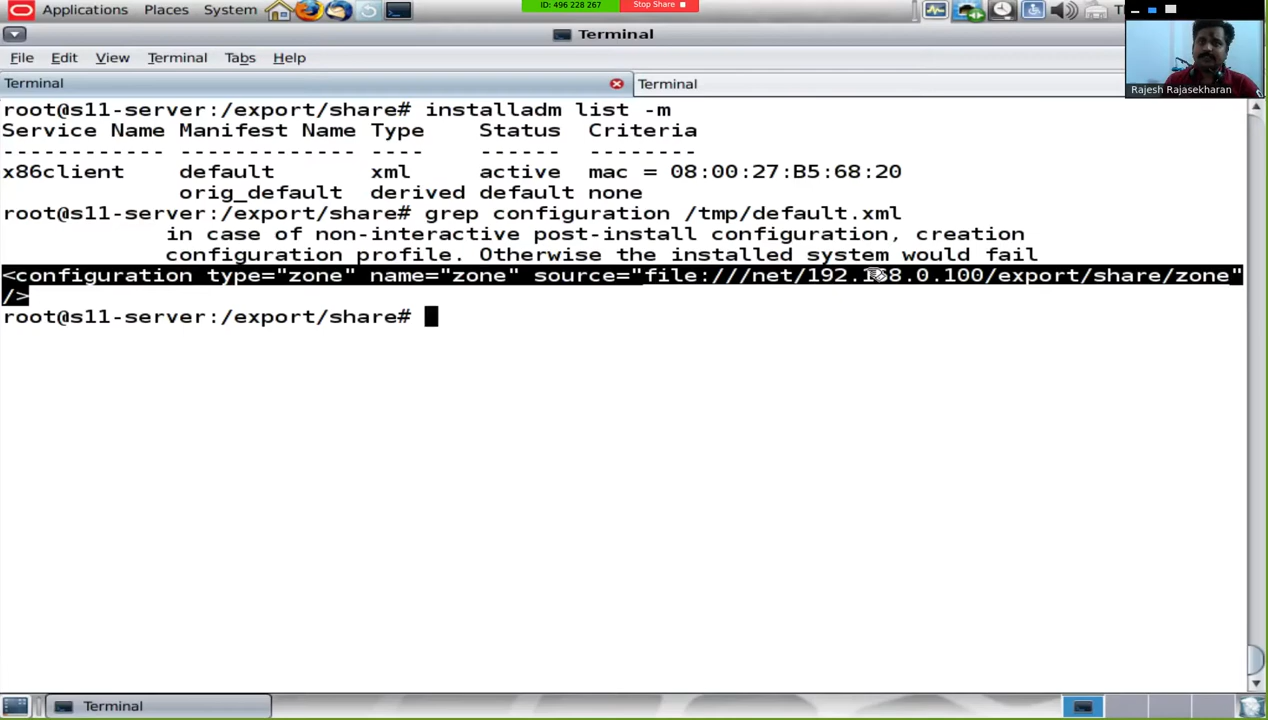 Applications Places System
ID: 496 228 267 Stop Share
Terminal
File Edit View Terminal Tabs Help
Terminal Terminal
Rajesh Rajasekharan
root@s11-server:/export/share# installadm list -m
Service Name Manifest Name Type Status Criteria
------------ ------------- ---- ------ --------
x86client default xml active mac = 08:00:27:B5:68:20
orig_default derived default none
root@s11-server:/export/share# grep configuration /tmp/default.xml
in case of non-interactive post-install configuration, creation
configuration profile. Otherwise the installed system would fail
<configuration type="zone" name="zone" source="file:///net/192.168.0.100/export/share/zone"
/>
root@s11-server:/export/share#
Terminal